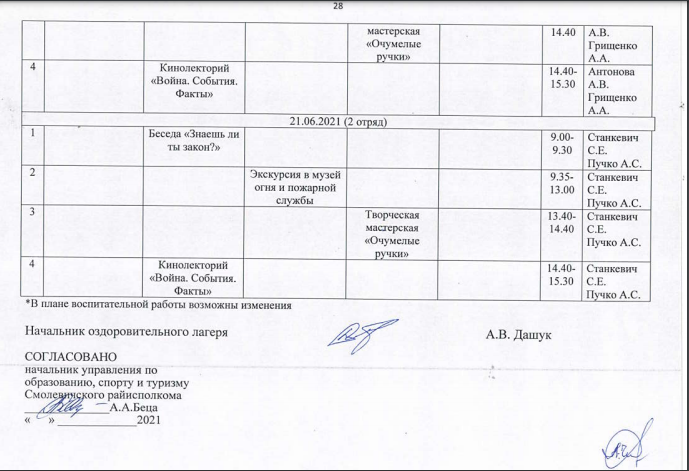 28
мастерская 14.40 А.В.
«Очумелые Грищенко
ручки» А.А.
4 Кинолекторий 14.40- Антонова
«Война. События. 15.30 А.В.
Факты» Грищенко
А.А.
21.06.2021 (2 отряд)
1 Беседа «Знаешь ли 9.00- Станкевич
ты закон?» 9.30 С.Е.
Пучко А.С.
2 Экскурсия в музей 9.35- Станкевич
огня и пожарной 13.00 С.Е.
службы Пучко А.С.
3 Творческая 13.40- Станкевич
мастерская 14.40 С.Е.
«Очумелые Пучко А.С.
ручки»
4 Кинолекторий 14.40- Станкевич
«Война. События. 15.30 С.Е.
Факты» Пучко А.С.
*В плане воспитательной работы возможны изменения
Начальник оздоровительного лагеря А.В. Дашук
СОГЛАСОВАНО
начальник управления по
образованию, спорту и туризму
Смолевичского райисполкома
______________А.А.Беца
« » _____________2021